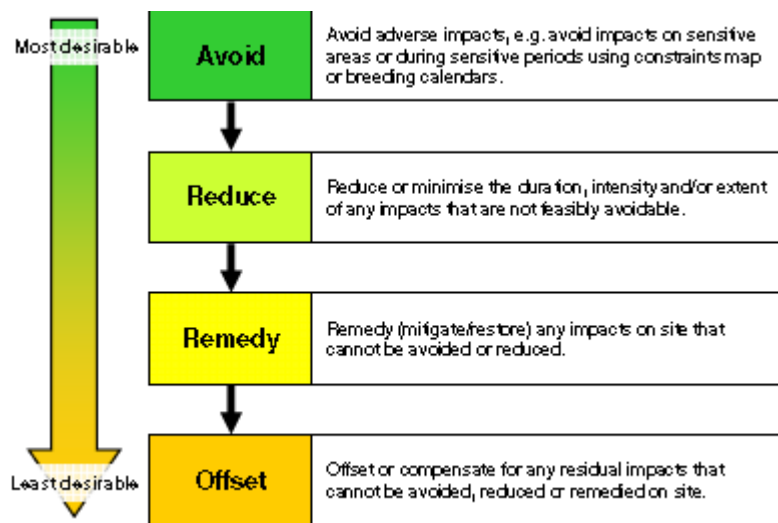 Most desirable
Avoid
Avoid adverse impacts, e.g. avoid impacts on sensitive
areas or during sensitive periods using constraints map
or breeding calendars.
Reduce
Reduce or minimise the duration, intensity and/or extent
of any impacts that are not feasibly avoidable.
Remedy
Remedy (mitigate/restore) any impacts on site that
cannot be avoided or reduced.
Least desirable
Offset
Offset or compensate for any residual impacts that
cannot be avoided, reduced or remedied on site.